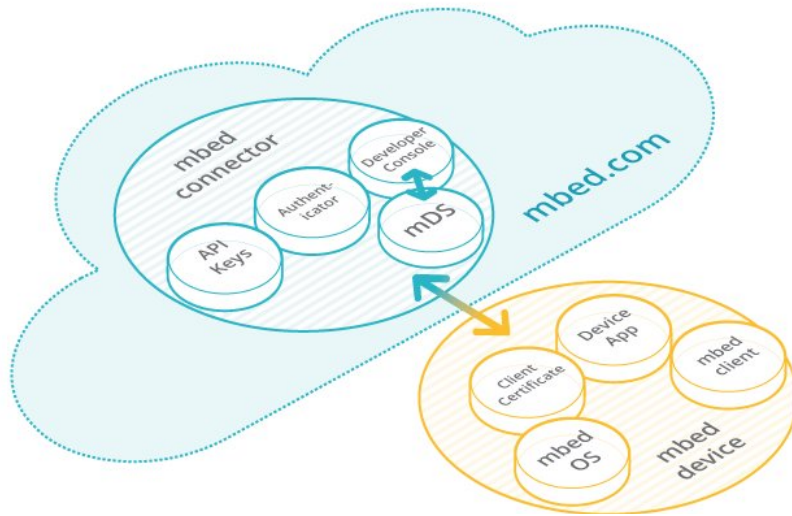 mbed
connector
Developer
Console
Authent-
icator
mDS
API
Keys
mbed.com
Device
App
mbed
client
Client
Certificate
mbed
OS
mbed
device